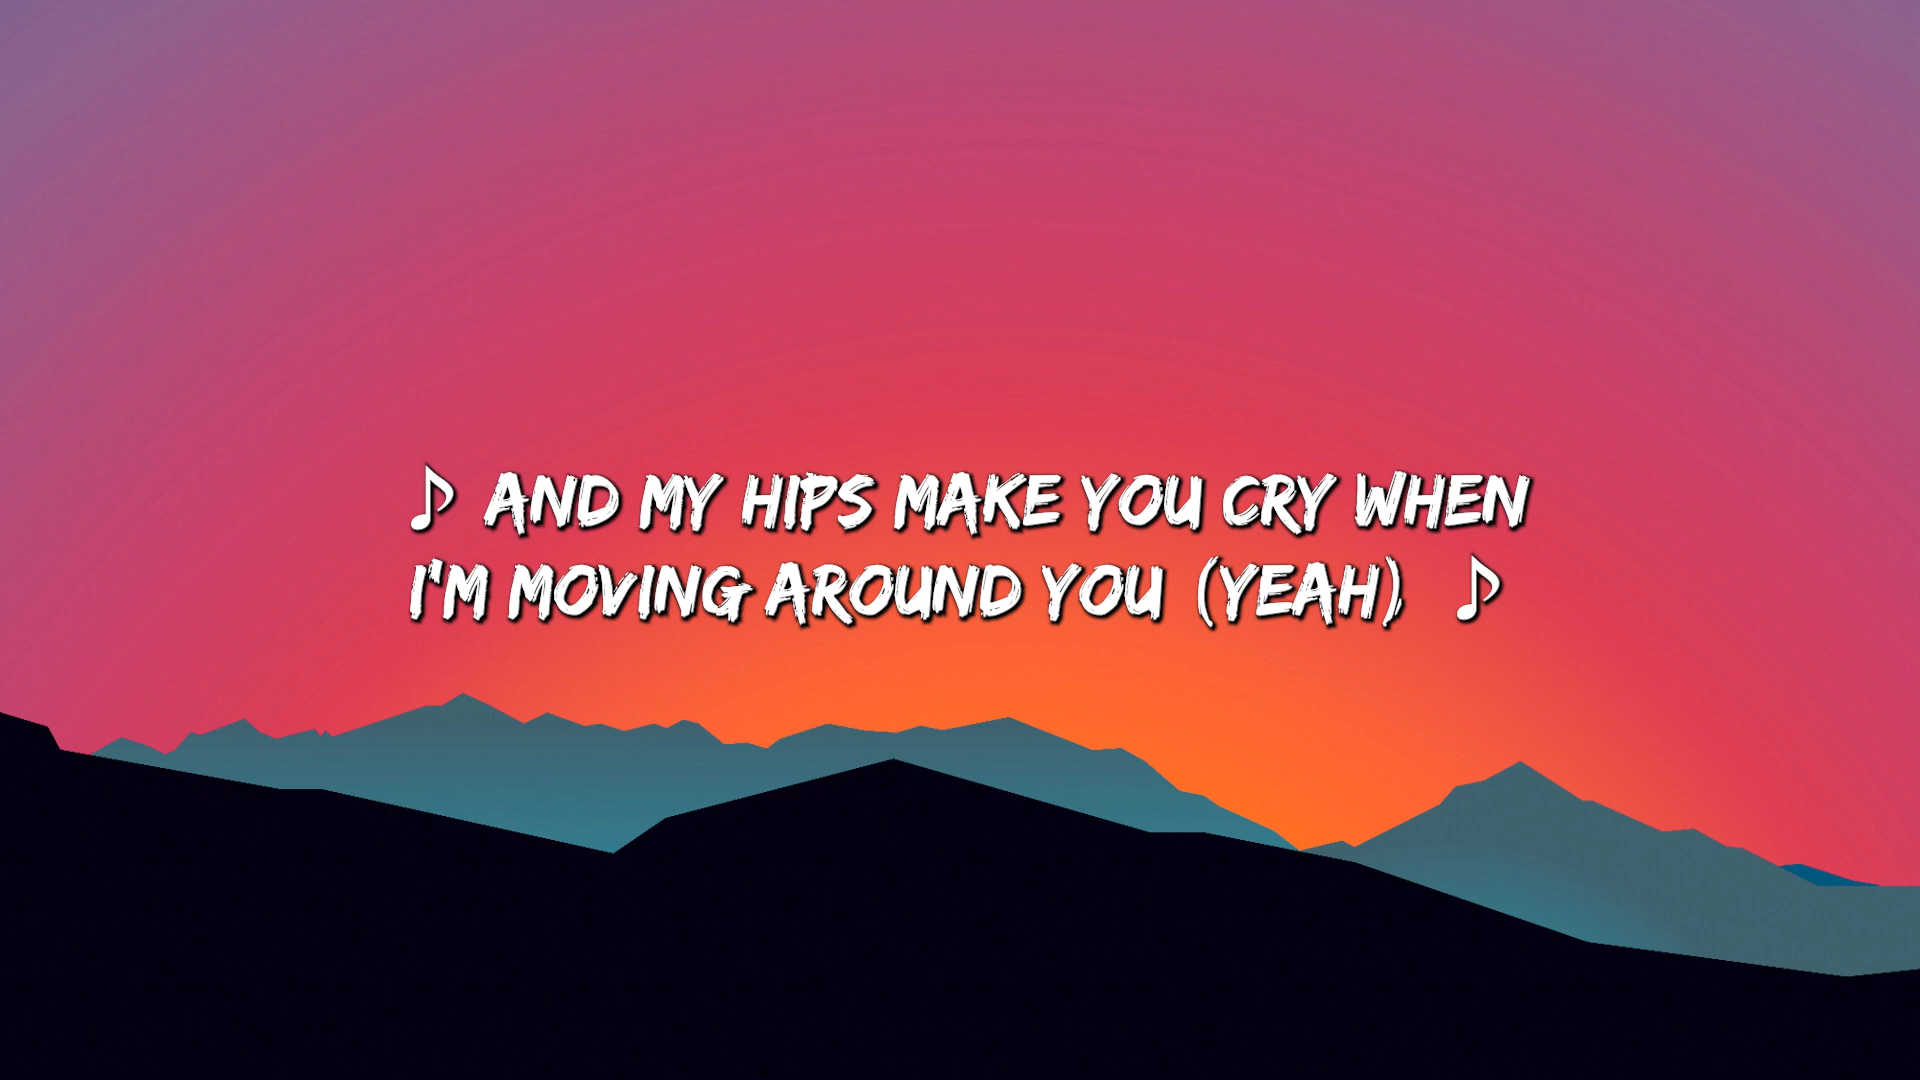 ♪ AND MY HIPS MAKE YOU CRY WHEN
I'M MOVING AROUND YOU (YEAH) ♪